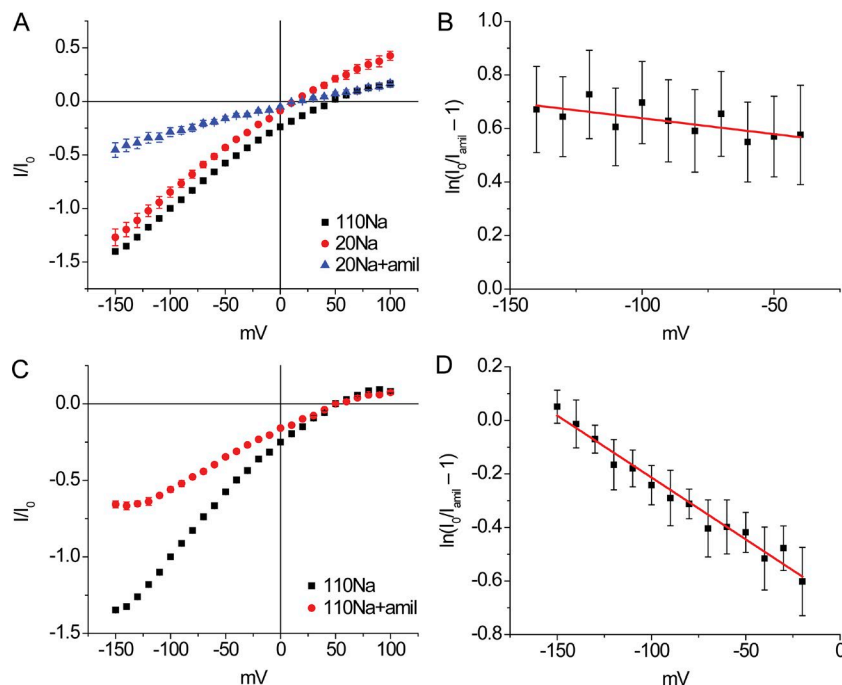 A
I/I0
0.5
0.0
-0.5
-1.0
-1.5
-150 -100 -50 0 50 100
mV
110Na
20Na
20Na+amil
B
ln(I0/Iamil – 1)
1.0
0.8
0.6
0.4
0.2
0.0
-150 -100 -50
mV
C
I/I0
0.0
-0.5
-1.0
-1.5
-150 -100 -50 0 50 100
mV
110Na
110Na+amil
D
ln(I0/Iamil – 1)
0.2
0.0
-0.2
-0.4
-0.6
-0.8
-150 -100 -50 0
mV